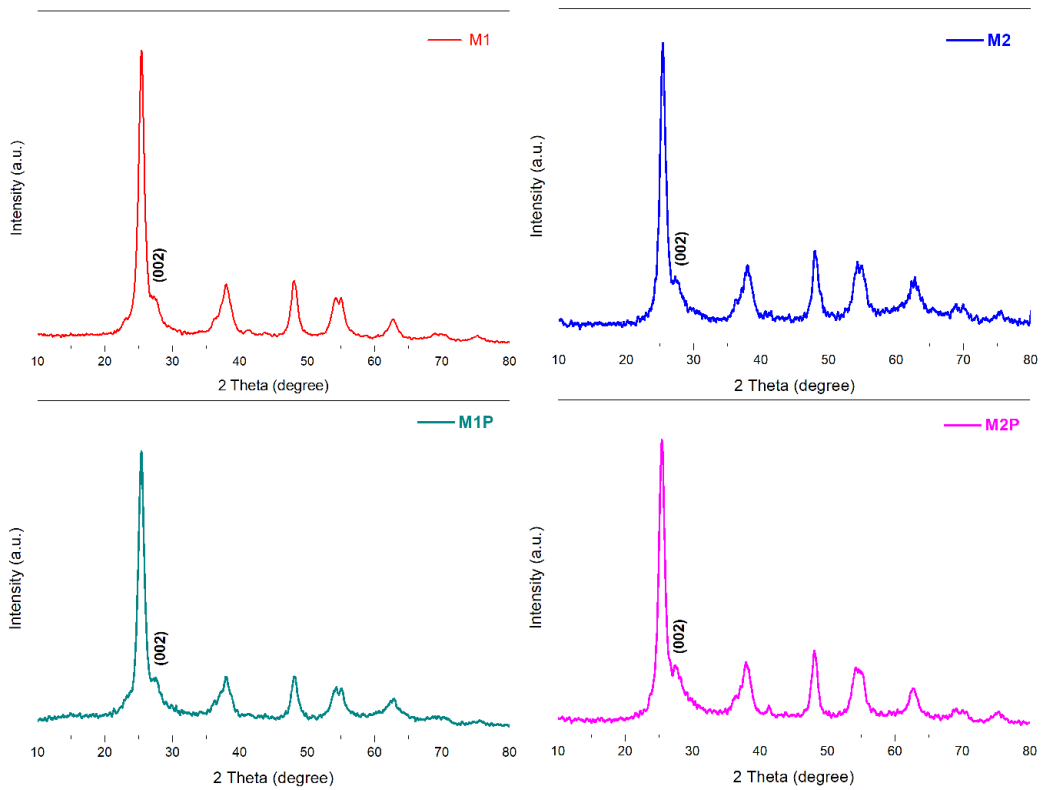 M1
Intensity (a.u.)
(002)
10 20 30 40 50 60 70 80
2 Theta (degree)
M2
Intensity (a.u.)
(002)
10 20 30 40 50 60 70 80
2 Theta (degree)
M1P
Intensity (a.u.)
(002)
10 20 30 40 50 60 70 80
2 Theta (degree)
M2P
Intensity (a.u.)
(002)
10 20 30 40 50 60 70 80
2 Theta (degree)